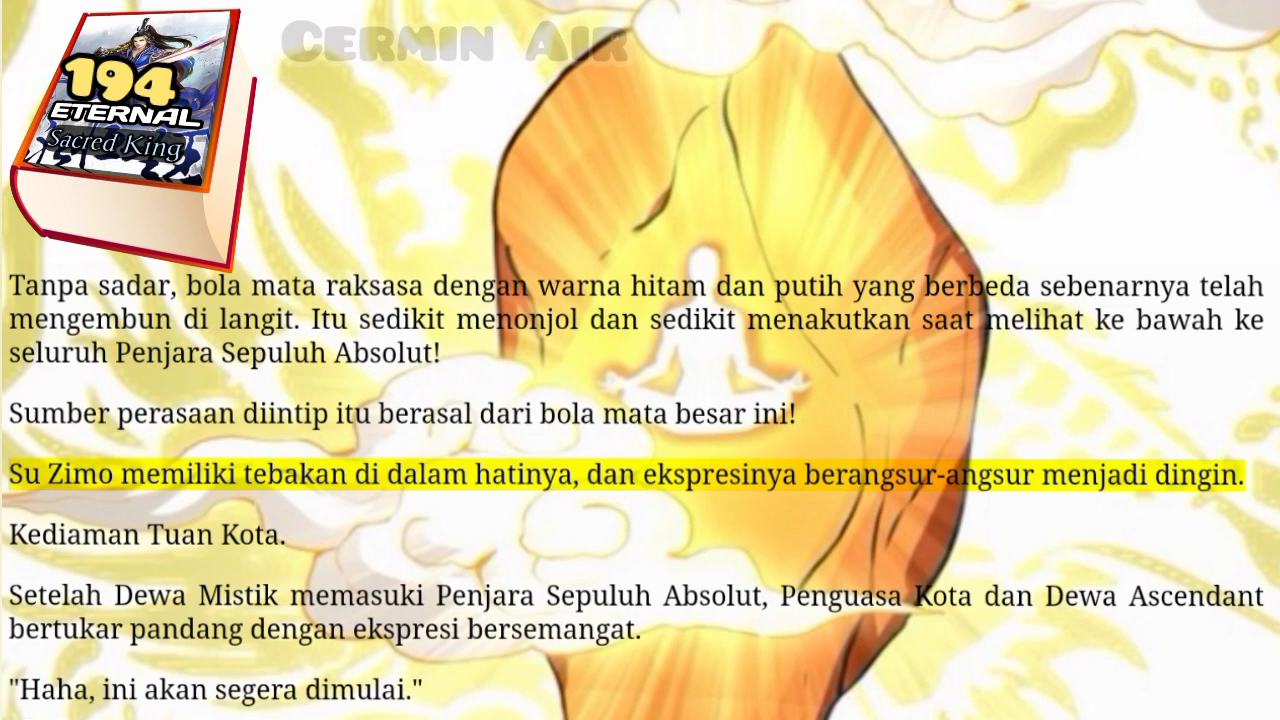 Cermin Air
194
ETERNAL
Sacred King
Tanpa sadar, bola mata raksasa dengan warna hitam dan putih yang berbeda sebenarnya telah
mengembun di langit. Itu sedikit menonjol dan sedikit menakutkan saat melihat ke bawah ke
seluruh Penjara Sepuluh Absolut!
Sumber perasaan diintip itu berasal dari bola mata besar ini!
Su Zimo memiliki tebakan di dalam hatinya, dan ekspresinya berangsur-angsur menjadi dingin.
Kediaman Tuan Kota.
Setelah Dewa Mistik memasuki Penjara Sepuluh Absolut, Penguasa Kota dan Dewa Ascendant
bertukar pandang dengan ekspresi bersemangat.
"Haha, ini akan segera dimulai."